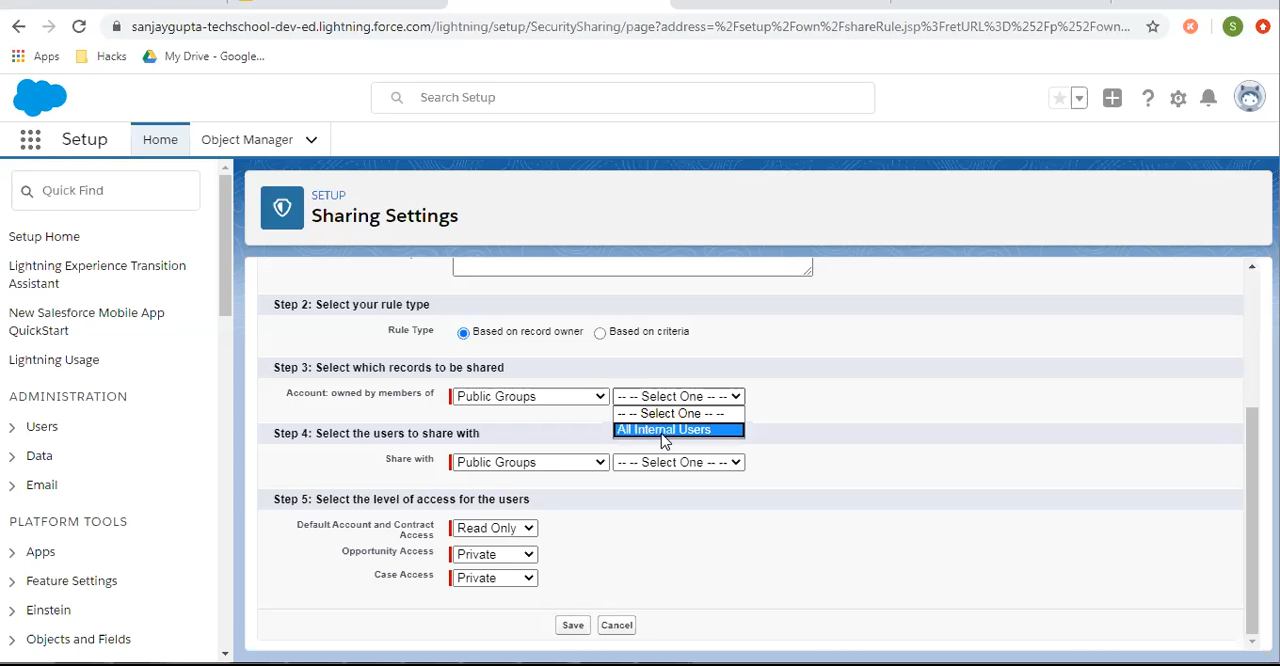 sanjaygupta-techschool-dev-ed.lightning.force.com/lightning/setup/SecuritySharing/page?address=%2Fsetup%2Fown%2FshareRule.jsp%3FretURL%3D%252Fp%252Fown...
S
Apps Hacks My Drive - Google...
Search Setup
Setup Home Object Manager
Quick Find
SETUP
Sharing Settings
Setup Home
Lightning Experience Transition
Assistant
New Salesforce Mobile App
QuickStart
Lightning Usage
ADMINISTRATION
Users
Data
Email
PLATFORM TOOLS
Apps
Feature Settings
Einstein
Objects and Fields
Step 2: Select your rule type
Rule Type Based on record owner Based on criteria
Step 3: Select which records to be shared
Account: owned by members of Public Groups -- -- Select One -- --
-- -- Select One -- --
All Internal Users
Step 4: Select the users to share with
Share with Public Groups -- -- Select One -- --
Step 5: Select the level of access for the users
Default Account and Contract
Access Read Only
Opportunity Access Private
Case Access Private
Save Cancel